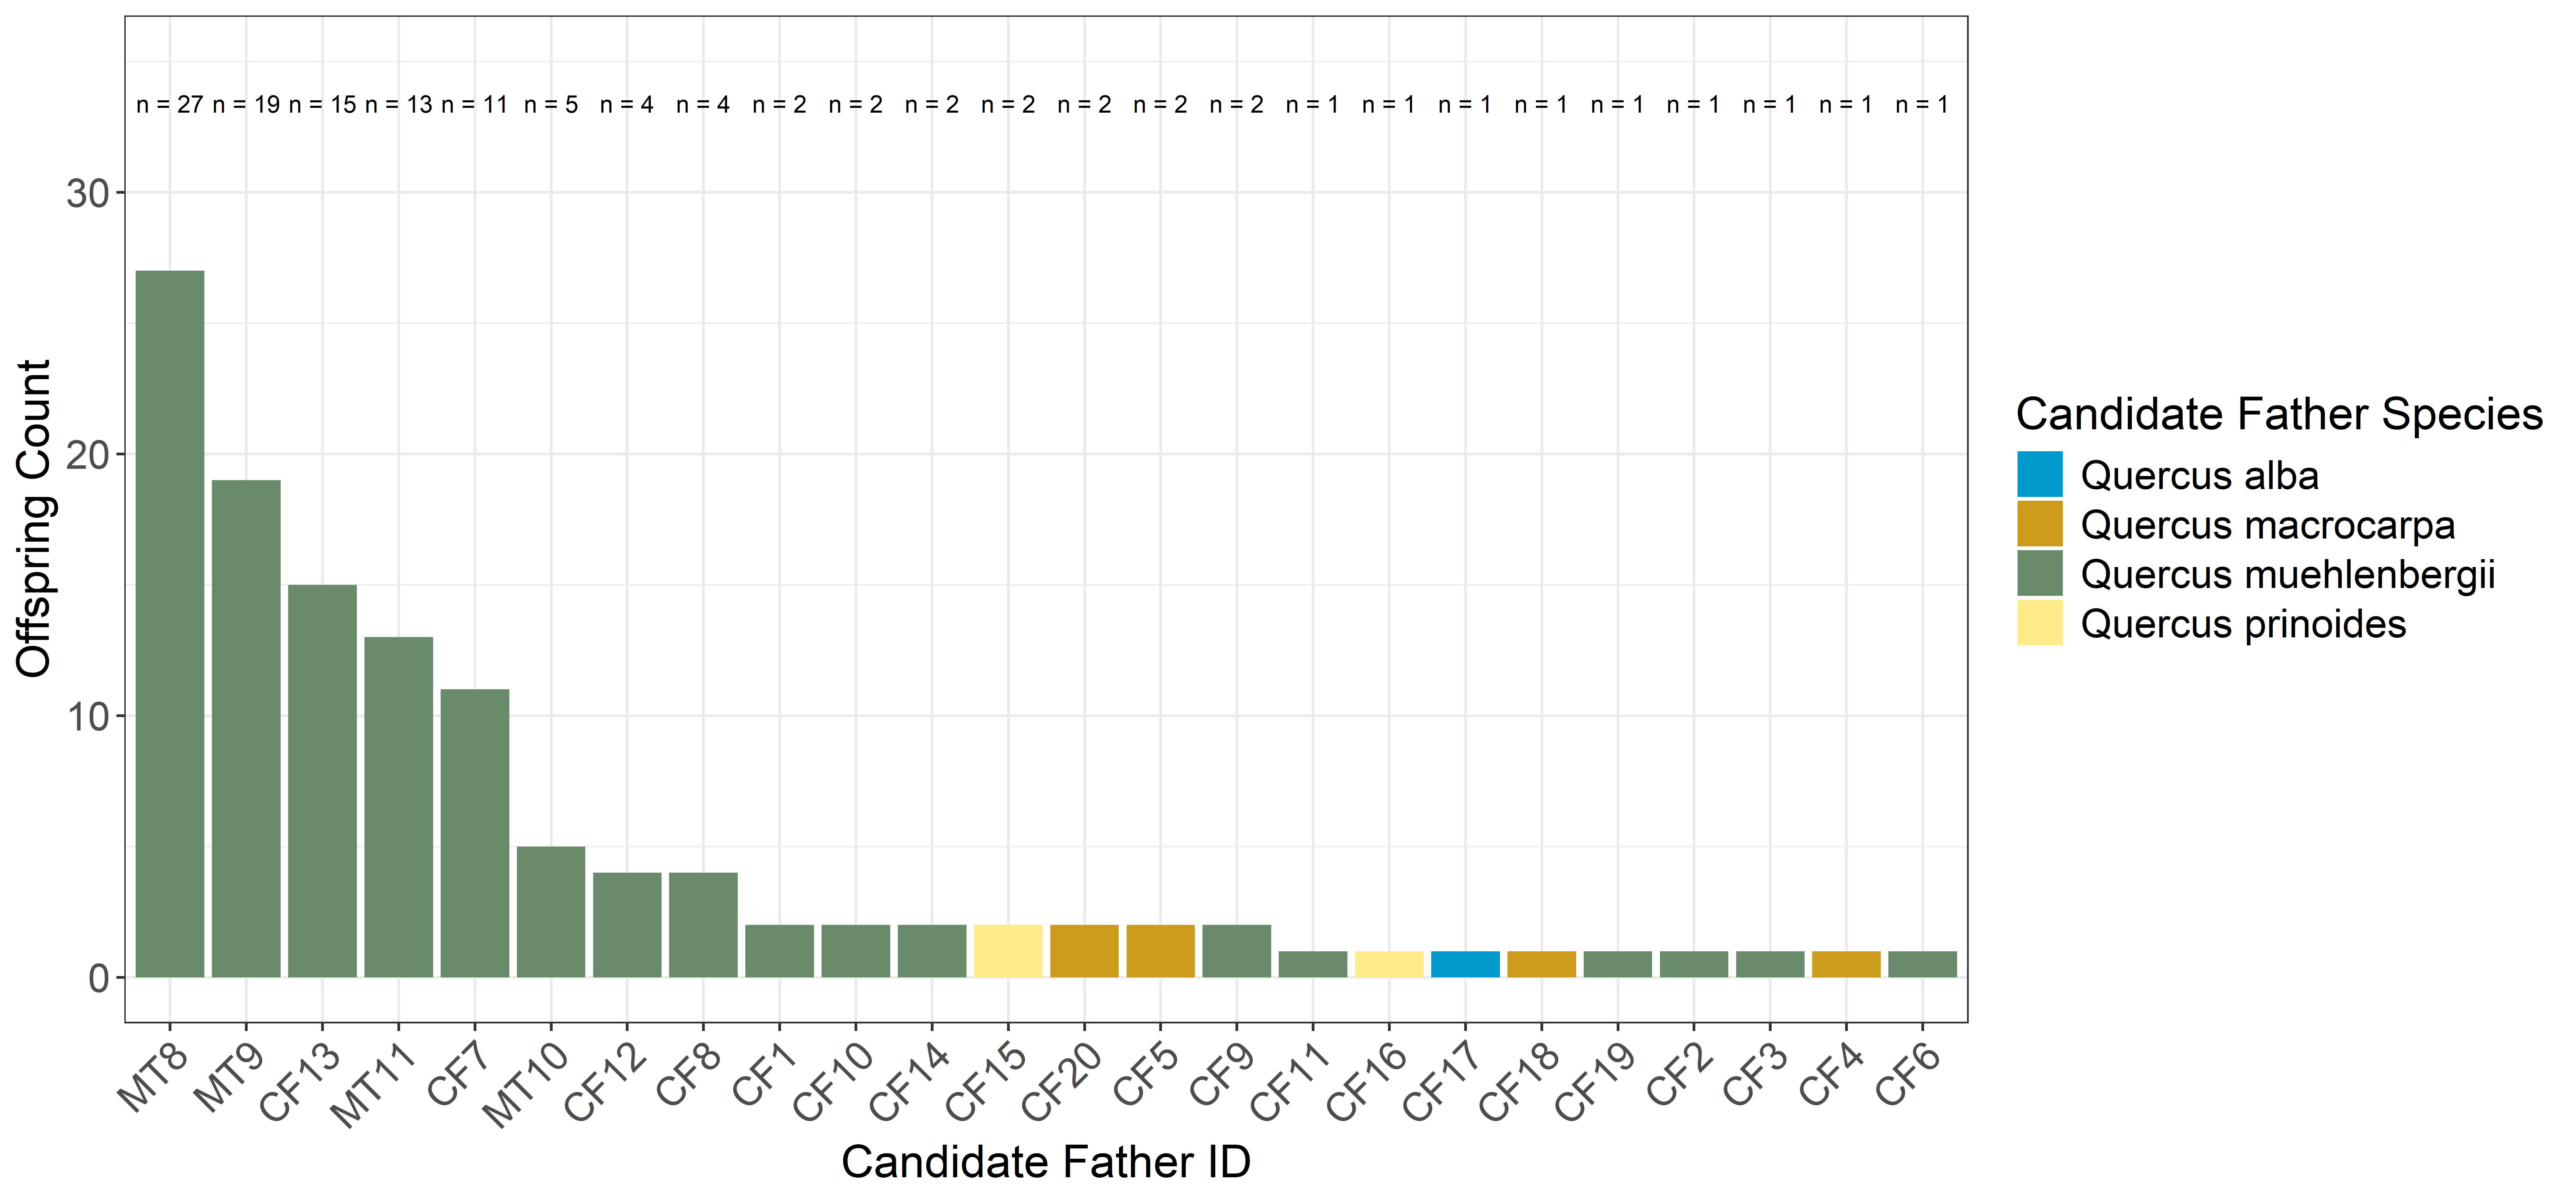 n = 27 n = 19 n = 15 n = 13 n = 11 n = 5 n = 4 n = 4 n = 2 n = 2 n = 2 n = 2 n = 2 n = 2 n = 2 n = 1 n = 1 n = 1 n = 1 n = 1 n = 1 n = 1 n = 1 n = 1
30
20
10
0
Offspring Count
MT8 MT9 CF13 MT11 CF7 MT10 CF12 CF8 CF1 CF10 CF14 CF15 CF20 CF5 CF9 CF11 CF16 CF17 CF18 CF19 CF2 CF3 CF4 CF6
Candidate Father ID
Candidate Father Species
Quercus alba
Quercus macrocarpa
Quercus muehlenbergii
Quercus prinoides